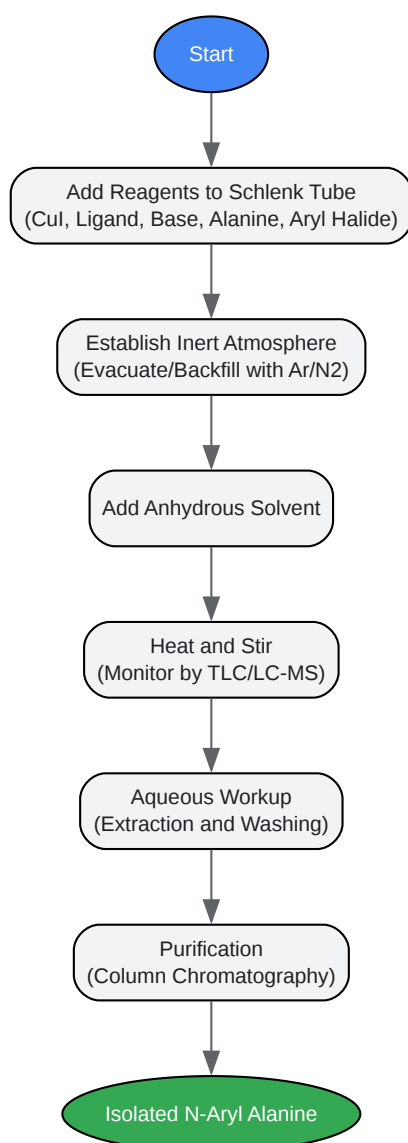 Start
Add Reagents to Schlenk Tube
(CuI, Ligand, Base, Alanine, Aryl Halide)
Establish Inert Atmosphere
(Evacuate/Backfill with Ar/N2)
Add Anhydrous Solvent
Heat and Stir
(Monitor by TLC/LC-MS)
Aqueous Workup
(Extraction and Washing)
Purification
(Column Chromatography)
Isolated N-Aryl Alanine